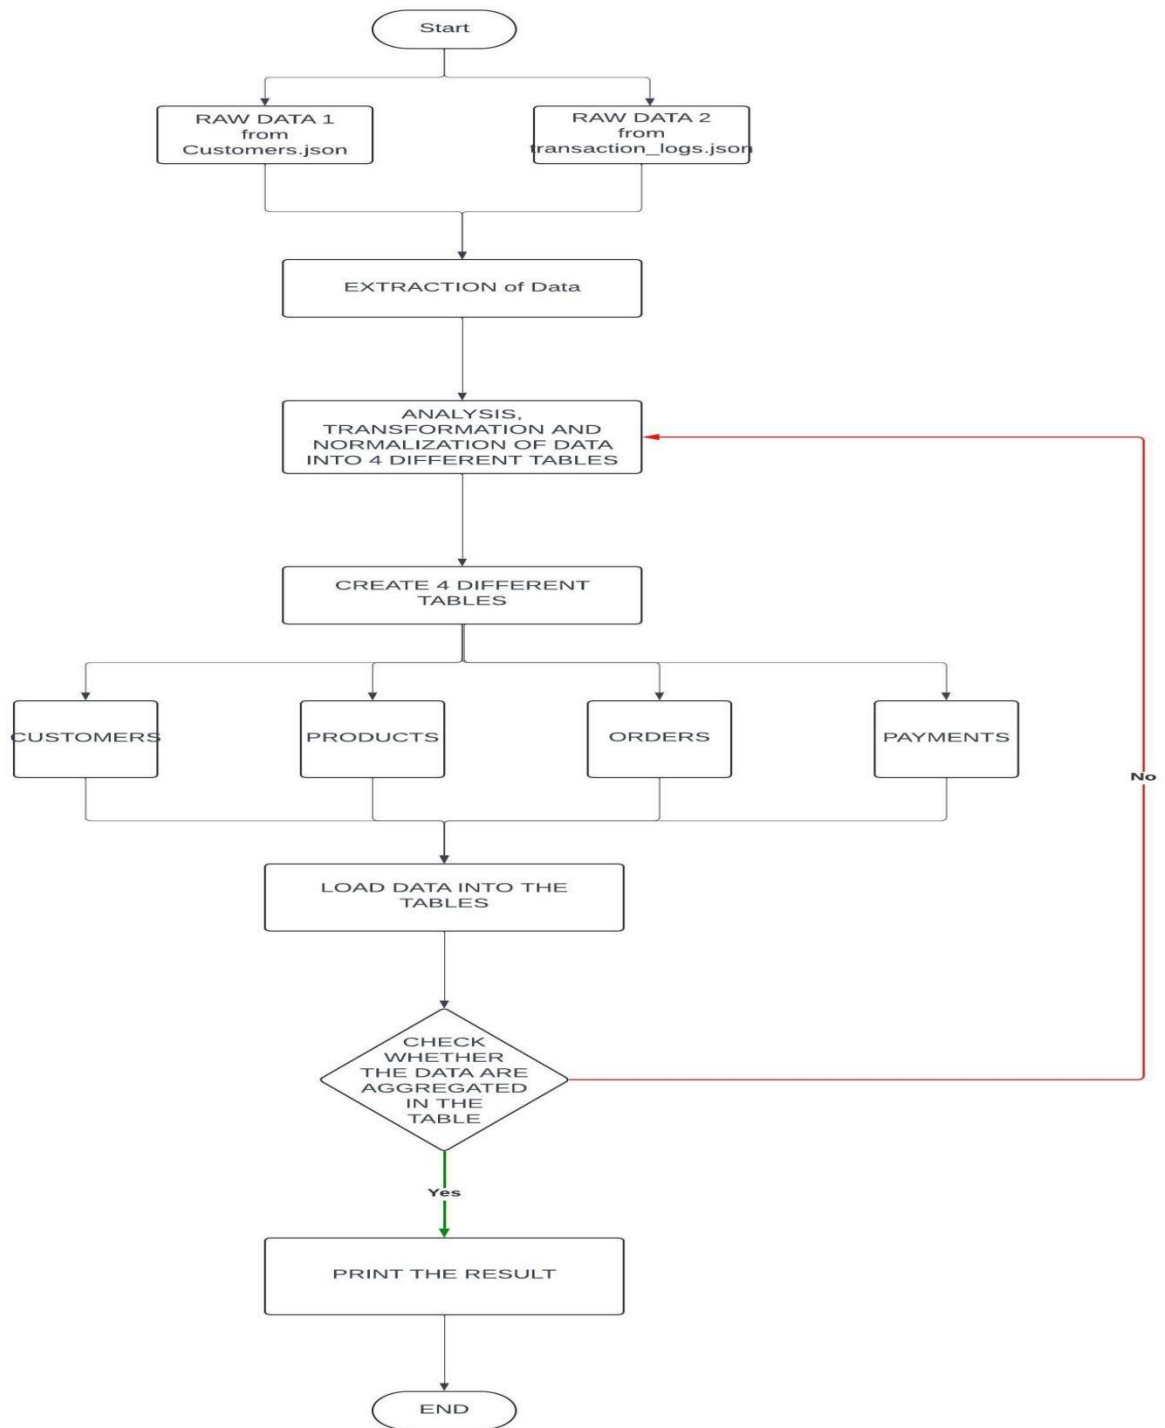 Start
RAW DATA 1
from
Customers.json
RAW DATA 2
from
transaction_logs.json
EXTRACTION of Data
ANALYSIS,
TRANSFORMATION AND
NORMALIZATION OF DATA
INTO 4 DIFFERENT TABLES
CREATE 4 DIFFERENT
TABLES
CUSTOMERS
PRODUCTS
ORDERS
PAYMENTS
No
LOAD DATA INTO THE
TABLES
CHECK
WHETHER
THE DATA ARE
AGGREGATED
IN THE
TABLE
Yes
PRINT THE RESULT
END